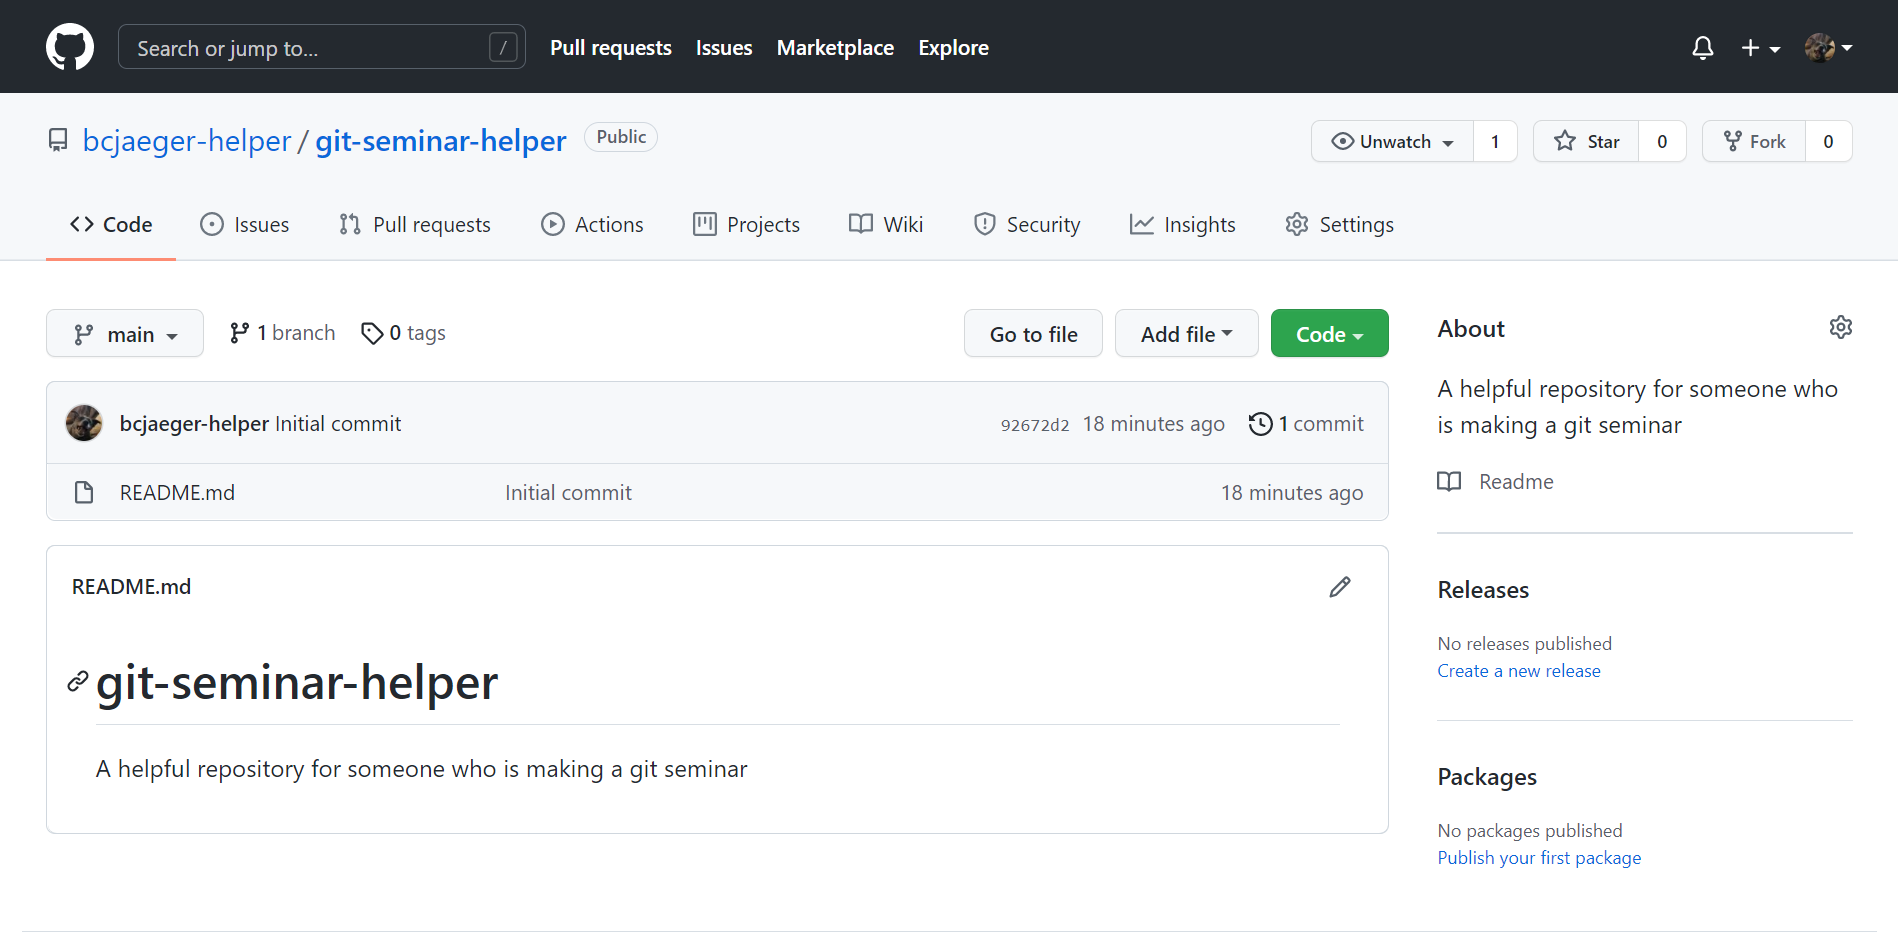 Search or jump to... /
Pull requests Issues Marketplace Explore
bcjaeger-helper / git-seminar-helper Public
Unwatch 1 Star 0 Fork 0
Code Issues Pull requests Actions Projects Wiki Security Insights Settings
main 1 branch 0 tags
Go to file Add file Code
bcjaeger-helper Initial commit 92672d2 18 minutes ago 1 commit
README.md Initial commit 18 minutes ago
README.md
git-seminar-helper
A helpful repository for someone who is making a git seminar
About
A helpful repository for someone who
is making a git seminar
Readme
Releases
No releases published
Create a new release
Packages
No packages published
Publish your first package